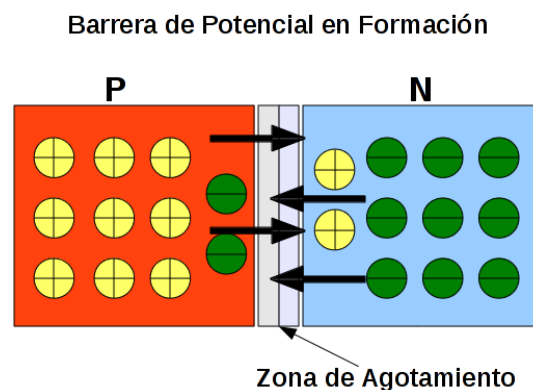 Barrera de Potencial en Formación
P
N
Zona de Agotamiento